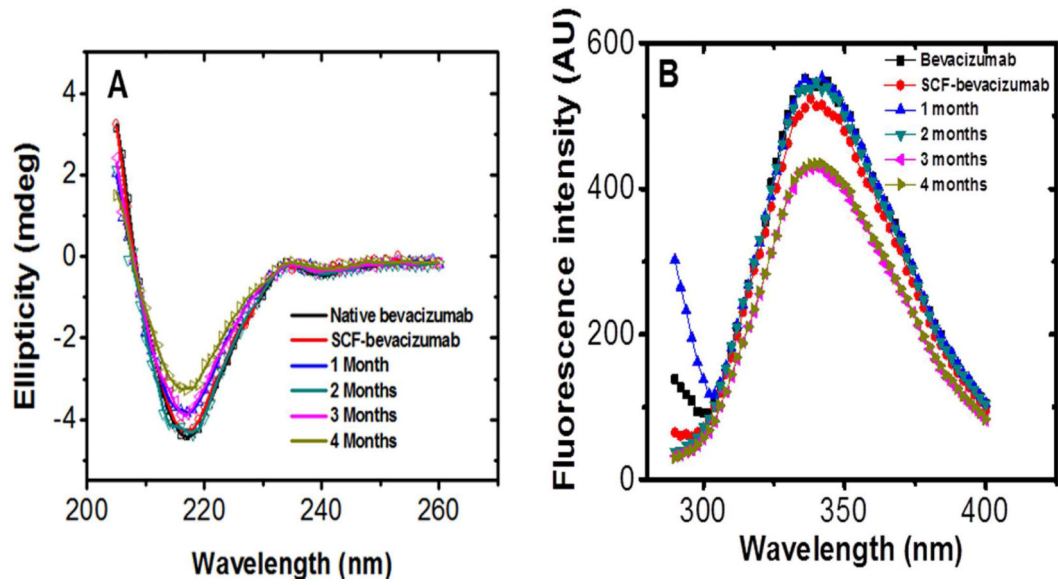 A
Ellipticity (mdeg)
4
2
0
-2
-4
200
220
240
260
Wavelength (nm)
Native bevacizumab
SCF-bevacizumab
1 Month
2 Months
3 Months
4 Months
B
Fluorescence intensity (AU)
600
400
200
0
300
350
400
Wavelength (nm)
Bevacizumab
SCF-bevacizumab
1 month
2 months
3 months
4 months